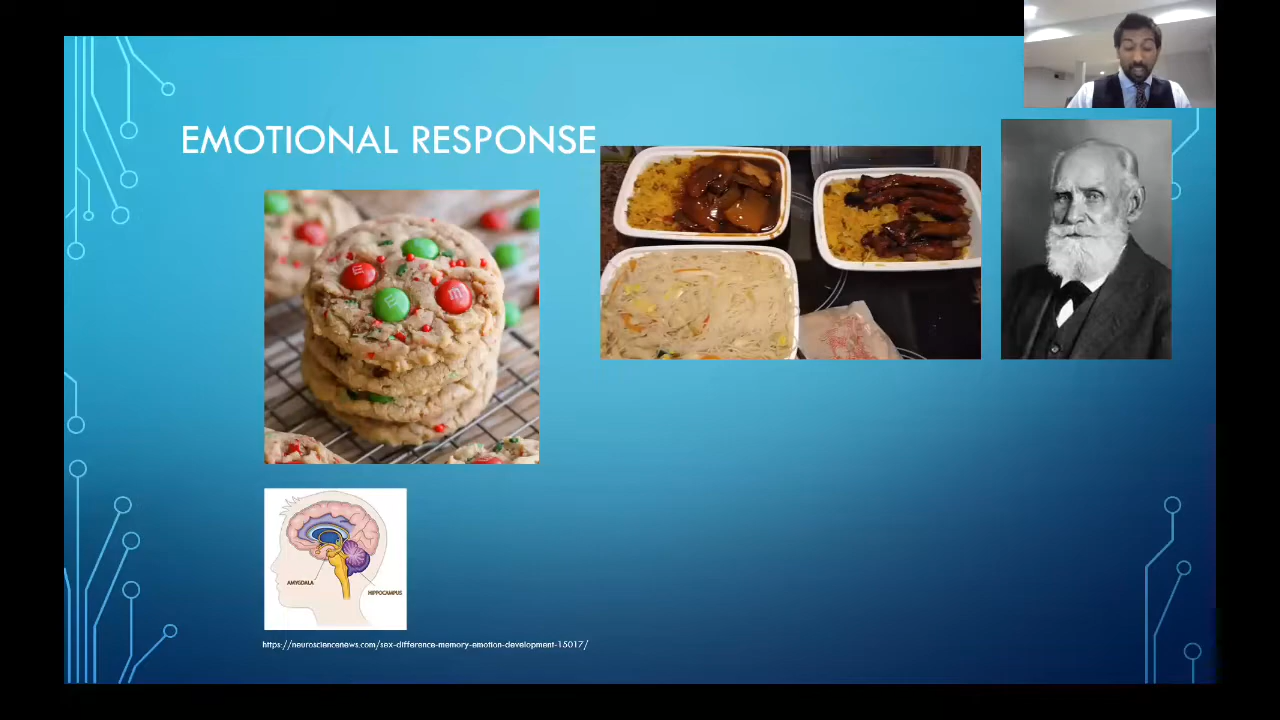 EMOTIONAL RESPONSE
m
m
AMYGDALA
HIPPOCAMPUS
https://neurosciencenews.com/sex-difference-memory-emotion-development-15017/